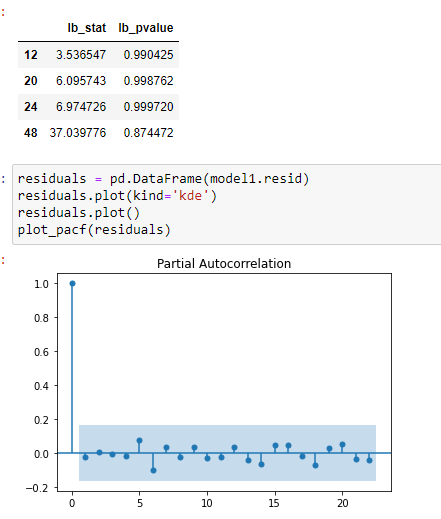 :
lb_stat lb_pvalue
12 3.536547 0.990425
20 6.095743 0.998762
24 6.974726 0.999720
48 37.039776 0.874472
: residuals = pd.DataFrame(model1.resid)
residuals.plot(kind='kde')
residuals.plot()
plot_pacf(residuals)
:
Partial Autocorrelation
1.0
0.8
0.6
0.4
0.2
0.0
−0.2
0 5 10 15 20